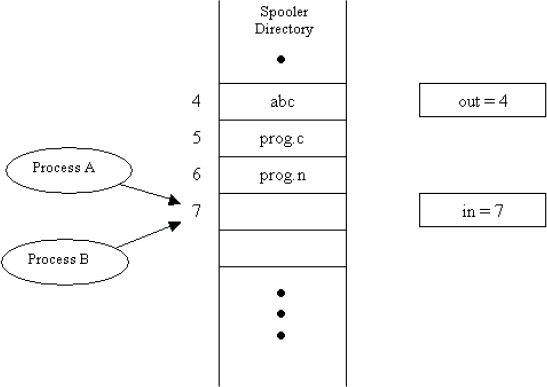 Spooler
Directory
4 abc out = 4
5 prog.c
Process A
6 prog.n
7 in = 7
Process B